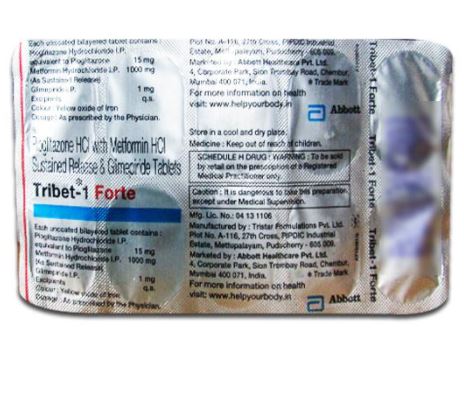 Each uncoated bilayered tablet contains :
Pioglitazone Hydrochloride I.P.
equivalent to Pioglitazone 15 mg
Metformin Hydrochloride I.P. 1000 mg
(As Sustained Release)
Glimepiride I.P. 1 mg
Excipients q.s.
Colour : Yellow oxide of Iron
Dosage: As prescribed by the Physician.
Pioglitazone HCl with Metformin HCl
Sustained Release & Glimepiride Tablets
Tribet®-1 Forte
Each uncoated bilayered tablet contains :
Pioglitazone Hydrochloride I.P.
equivalent to Pioglitazone 15 mg
Metformin Hydrochloride I.P. 1000 mg
(As Sustained Release)
Glimepiride I.P. 1 mg
Excipients q.s.
Colour : Yellow oxide of Iron
Dosage: As prescribed by the Physician.
Plot No. A-116, 27th Cross, PIPDIC Industrial
Estate, Mettupalayam, Puducherry - 605 009.
Marketed by : Abbott Healthcare Pvt. Ltd.
4, Corporate Park, Sion Trombay Road, Chembur,
Mumbai 400 071, India. ® Trade Mark
For more information on health
visit: www.helpyourbody.in
Abbott
Store in a cool and dry place.
Medicine : Keep out of reach of children.
SCHEDULE H DRUG! WARNING : To be sold
by retail on the prescription of a Registered
Medical Practitioner only.
Caution : It is dangerous to take this preparation
except under Medical Supervision.
Mfg. Lic. No.: 04 13 1106
Manufactured by : Tristar Formulations Pvt. Ltd.
Plot No. A-116, 27th Cross, PIPDIC Industrial
Estate, Mettupalayam, Puducherry - 605 009.
Marketed by : Abbott Healthcare Pvt. Ltd.
4, Corporate Park, Sion Trombay Road, Chembur,
Mumbai 400 071, India. ® Trade Mark
For more information on health
visit: www.helpyourbody.in
Abbott
Tribet-1 Forte
Tribet-1 Forte
Tribet-1 Forte